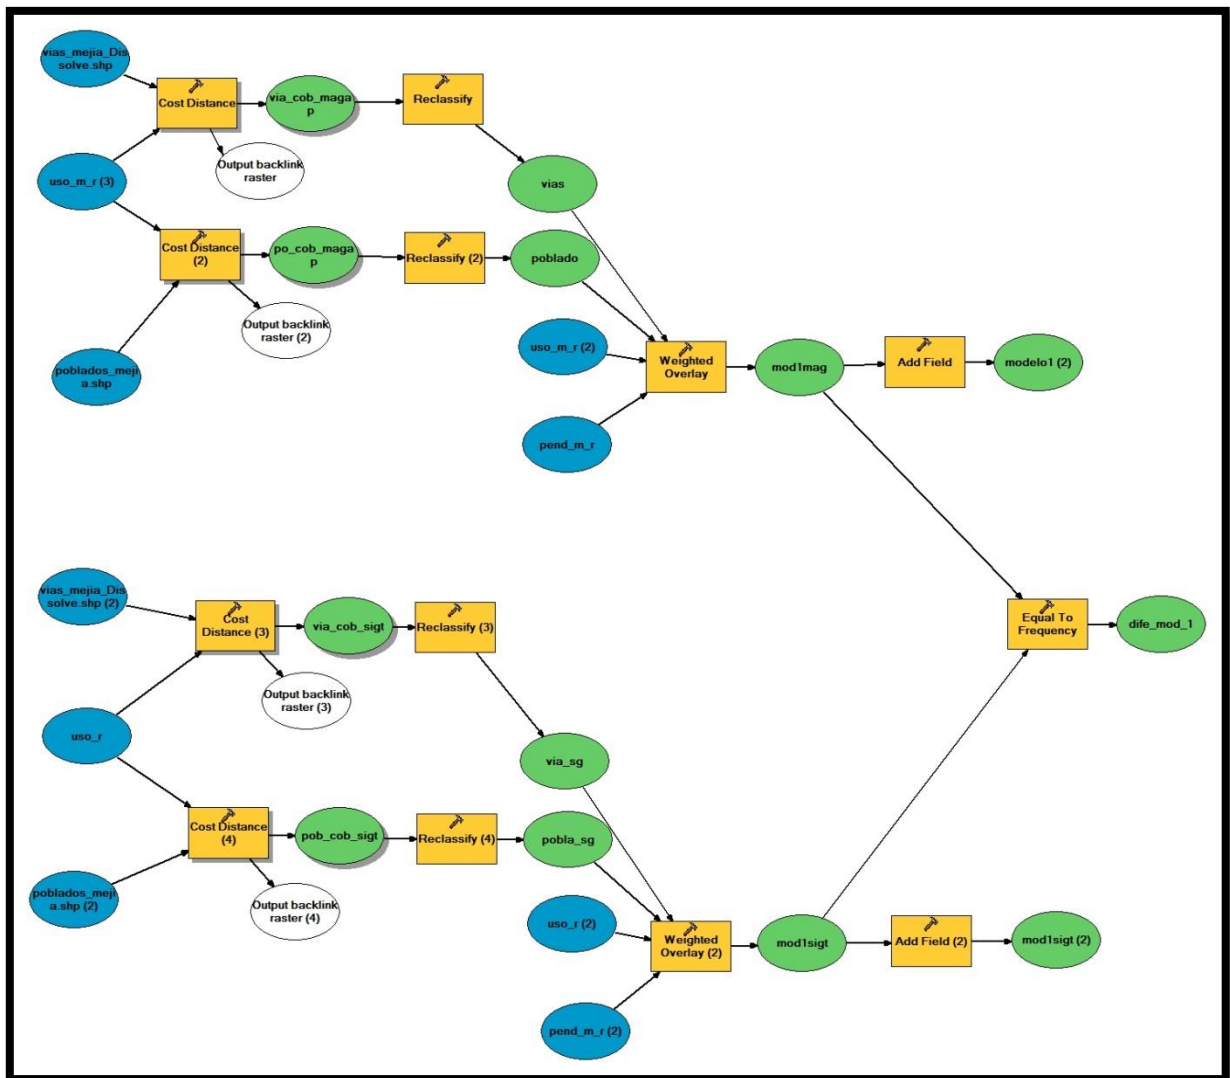 vias_mejia_Dis
solve.shp
Cost Distance
via_cob_maga
p
Reclassify
Output backlink
raster
uso_m_r (3)
vias
Cost Distance
(2)
po_cob_maga
p
Reclassify (2)
poblado
Output backlink
raster (2)
poblados_meji
a.shp
uso_m_r (2)
Weighted
Overlay
mod1mag
Add Field
modelo1 (2)
pend_m_r
vias_mejia_Dis
solve.shp (2)
Cost
Distance (3)
via_cob_sigt
Reclassify (3)
Equal To
Frequency
dife_mod_1
Output backlink
raster (3)
uso_r
via_sg
Cost Distance
(4)
pob_cob_sigt
Reclassify (4)
pobla_sg
poblados_meji
a.shp (2)
Output backlink
raster (4)
uso_r (2)
Weighted
Overlay (2)
mod1sigt
Add Field (2)
mod1sigt (2)
pend_m_r (2)